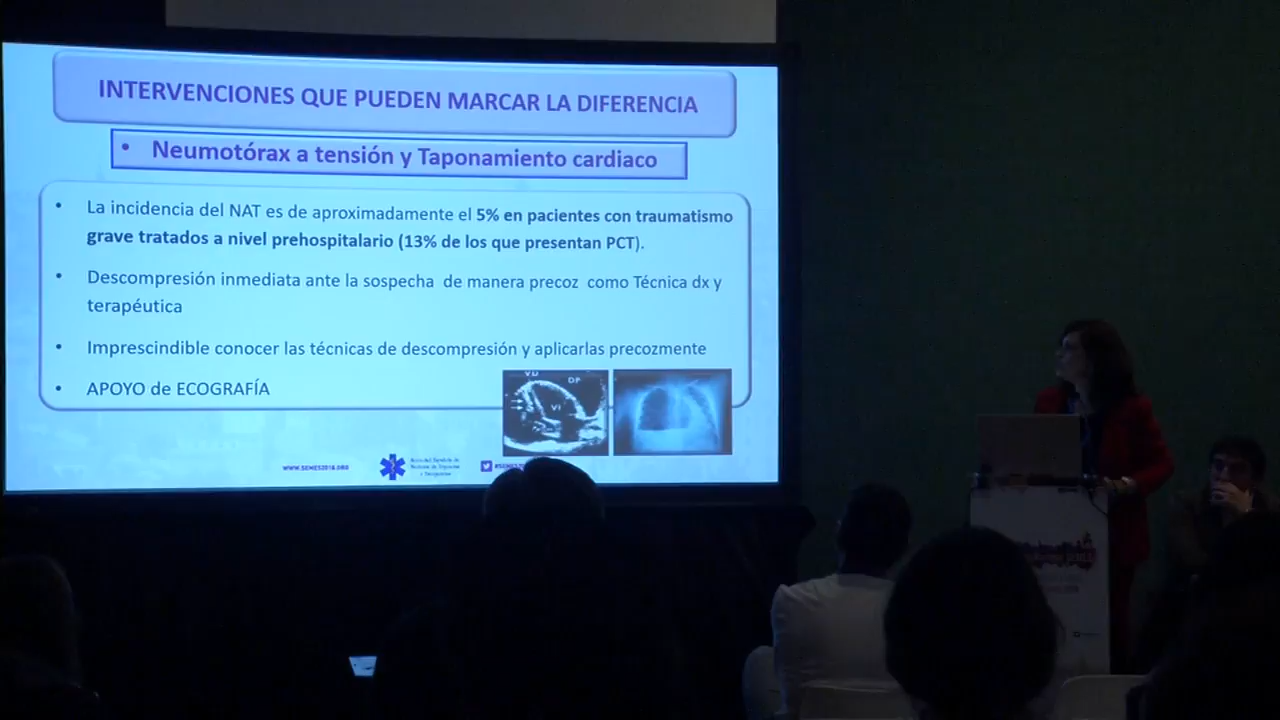 INTERVENCIONES QUE PUEDEN MARCAR LA DIFERENCIA
• Neumotórax a tensión y Taponamiento cardiaco
• La incidencia del NAT es de aproximadamente el 5% en pacientes con traumatismo
grave tratados a nivel prehospitalario (13% de los que presentan PCT).
• Descompresión inmediata ante la sospecha de manera precoz como Técnica dx y
terapéutica
• Imprescindible conocer las técnicas de descompresión y aplicarlas precozmente
• APOYO de ECOGRAFÍA
VD
DP
VI
WWW.SEMES2018.ORG